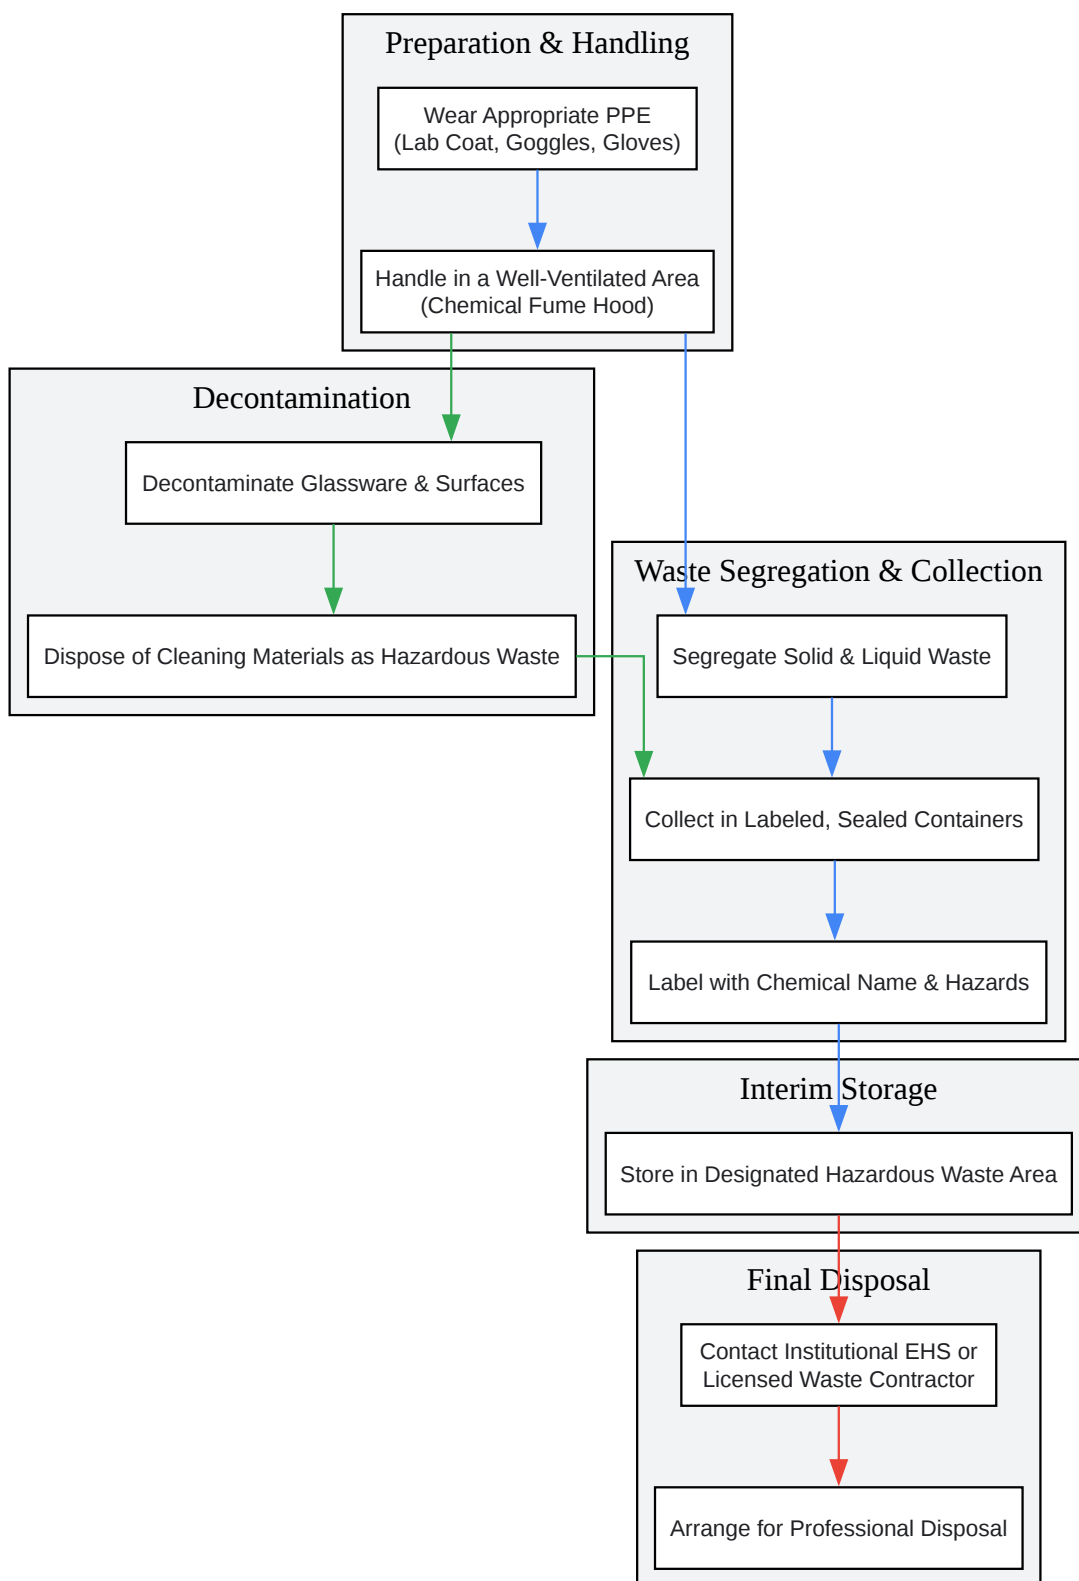 Preparation & Handling
Wear Appropriate PPE
(Lab Coat, Goggles, Gloves)
Handle in a Well-Ventilated Area
(Chemical Fume Hood)
Decontamination
Decontaminate Glassware & Surfaces
Dispose of Cleaning Materials as Hazardous Waste
Waste Segregation & Collection
Segregate Solid & Liquid Waste
Collect in Labeled, Sealed Containers
Label with Chemical Name & Hazards
Interim Storage
Store in Designated Hazardous Waste Area
Final Disposal
Contact Institutional EHS or
Licensed Waste Contractor
Arrange for Professional Disposal